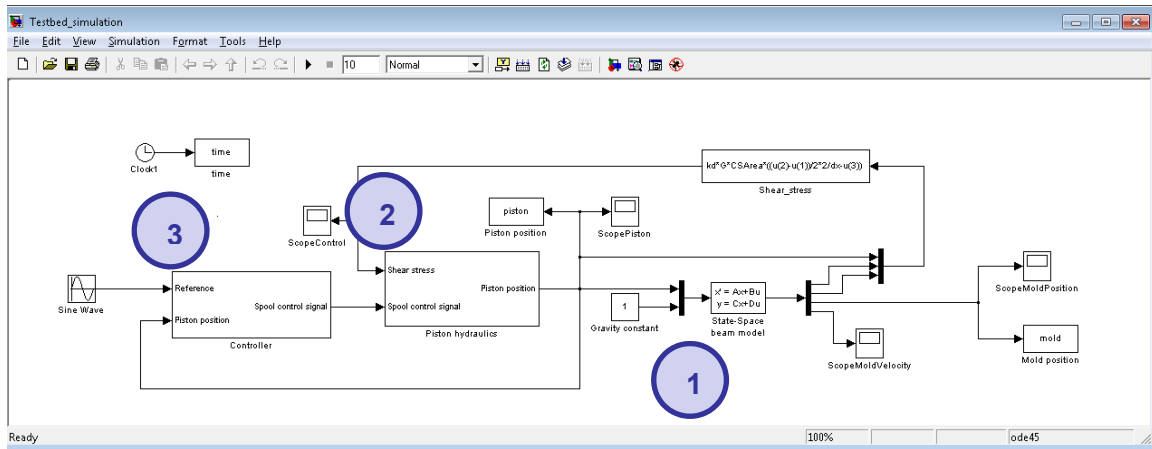 Testbed_simulation
File Edit View Simulation Format Tools Help
10 Normal
time
Clock1
time
kd*G*CSArea*((u(2)-u(1))/2*2/dx-u(3))
Shear_stress
3
2
ScopeControl
piston
Piston position
ScopePiston
Shear stress
Piston position
Spool control signal
Piston hydraulics
Sine Wave
Reference
Spool control signal
Piston position
Controller
1
Gravity constant
x' = Ax+Bu
y = Cx+Du
State-Space
beam model
ScopeMoldPosition
mold
Mold position
ScopeMoldVelocity
1
Ready 100% ode45